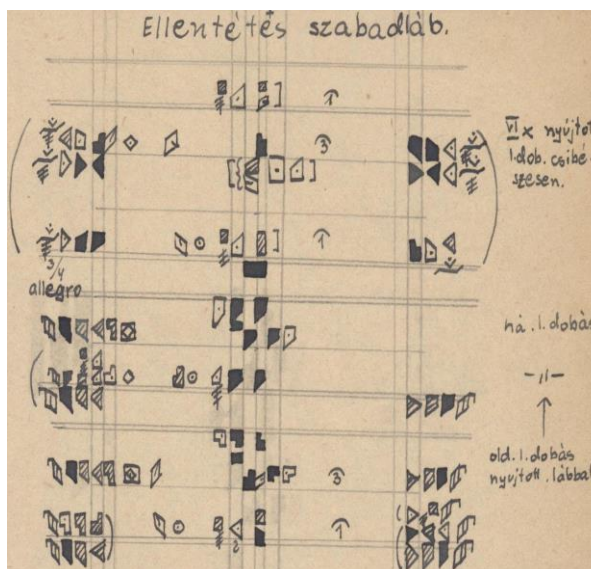 Ellentétes szabadláb.
VI x nyújtott
l.dob. csibé-
szesen.
3/4
allegro
há. l. dobás
-〃-
old. l. dobás
nyújtott. lábbal